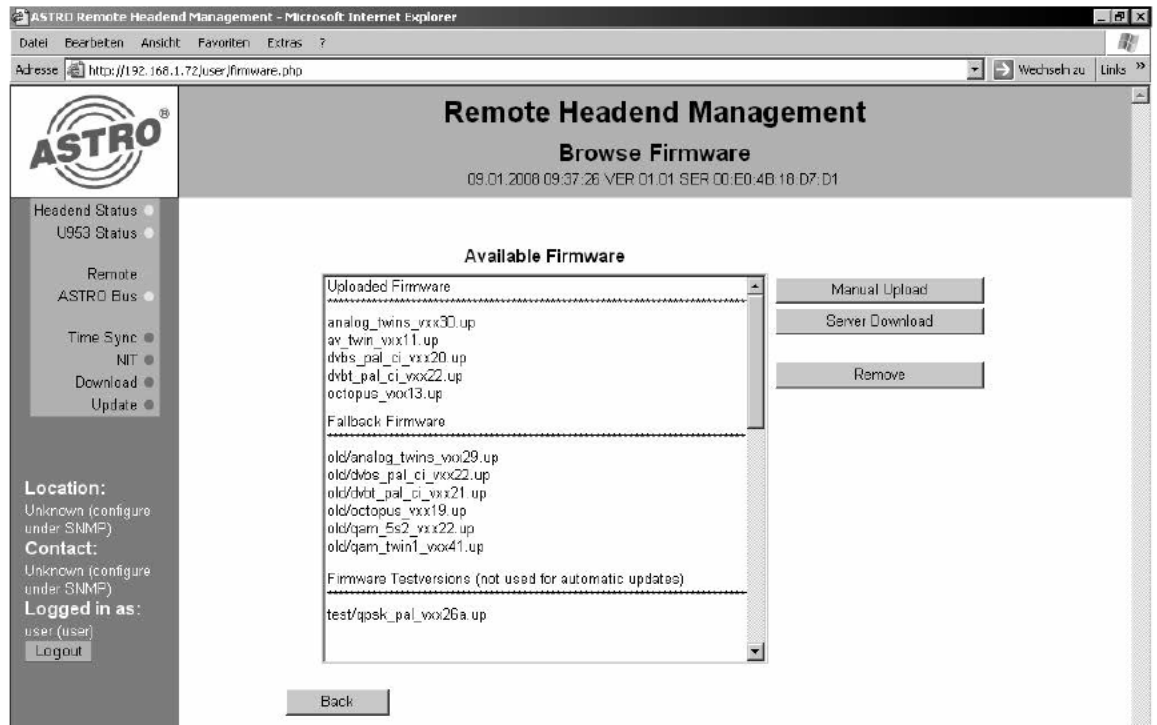 ASTRO Remote Headend Management - Microsoft Internet Explorer
Datei Bearbeiten Ansicht Favoriten Extras ?
Adresse http://192.168.1.72/user/firmware.php Wechseln zu Links »
ASTRO ®
Remote Headend Management
Browse Firmware
09.01.2008 09:37:26 VER 01.01 SER 00:E0:4B:18:D7:D1
Headend Status
U953 Status
Remote
ASTRO Bus
Time Sync
NIT
Download
Update
Location:
Unknown (configure
under SNMP)
Contact:
Unknown (configure
under SNMP)
Logged in as:
user (user)
Logout
Available Firmware
Uploaded Firmware
analog_twins_vxx30.up
av_twin_vxx11.up
dvbs_pal_ci_vxx20.up
dvbt_pal_ci_vxx22.up
octopus_vxx13.up
Fallback Firmware
old/analog_twins_vxx29.up
old/dvbs_pal_ci_vxx22.up
old/dvbt_pal_ci_vxx21.up
old/octopus_vxx19.up
old/qam_5s2_vxx22.up
old/qam_twin1_vxx41.up
Firmware Testversions (not used for automatic updates)
test/qpsk_pal_vxx26a.up
Manual Upload
Server Download
Remove
Back